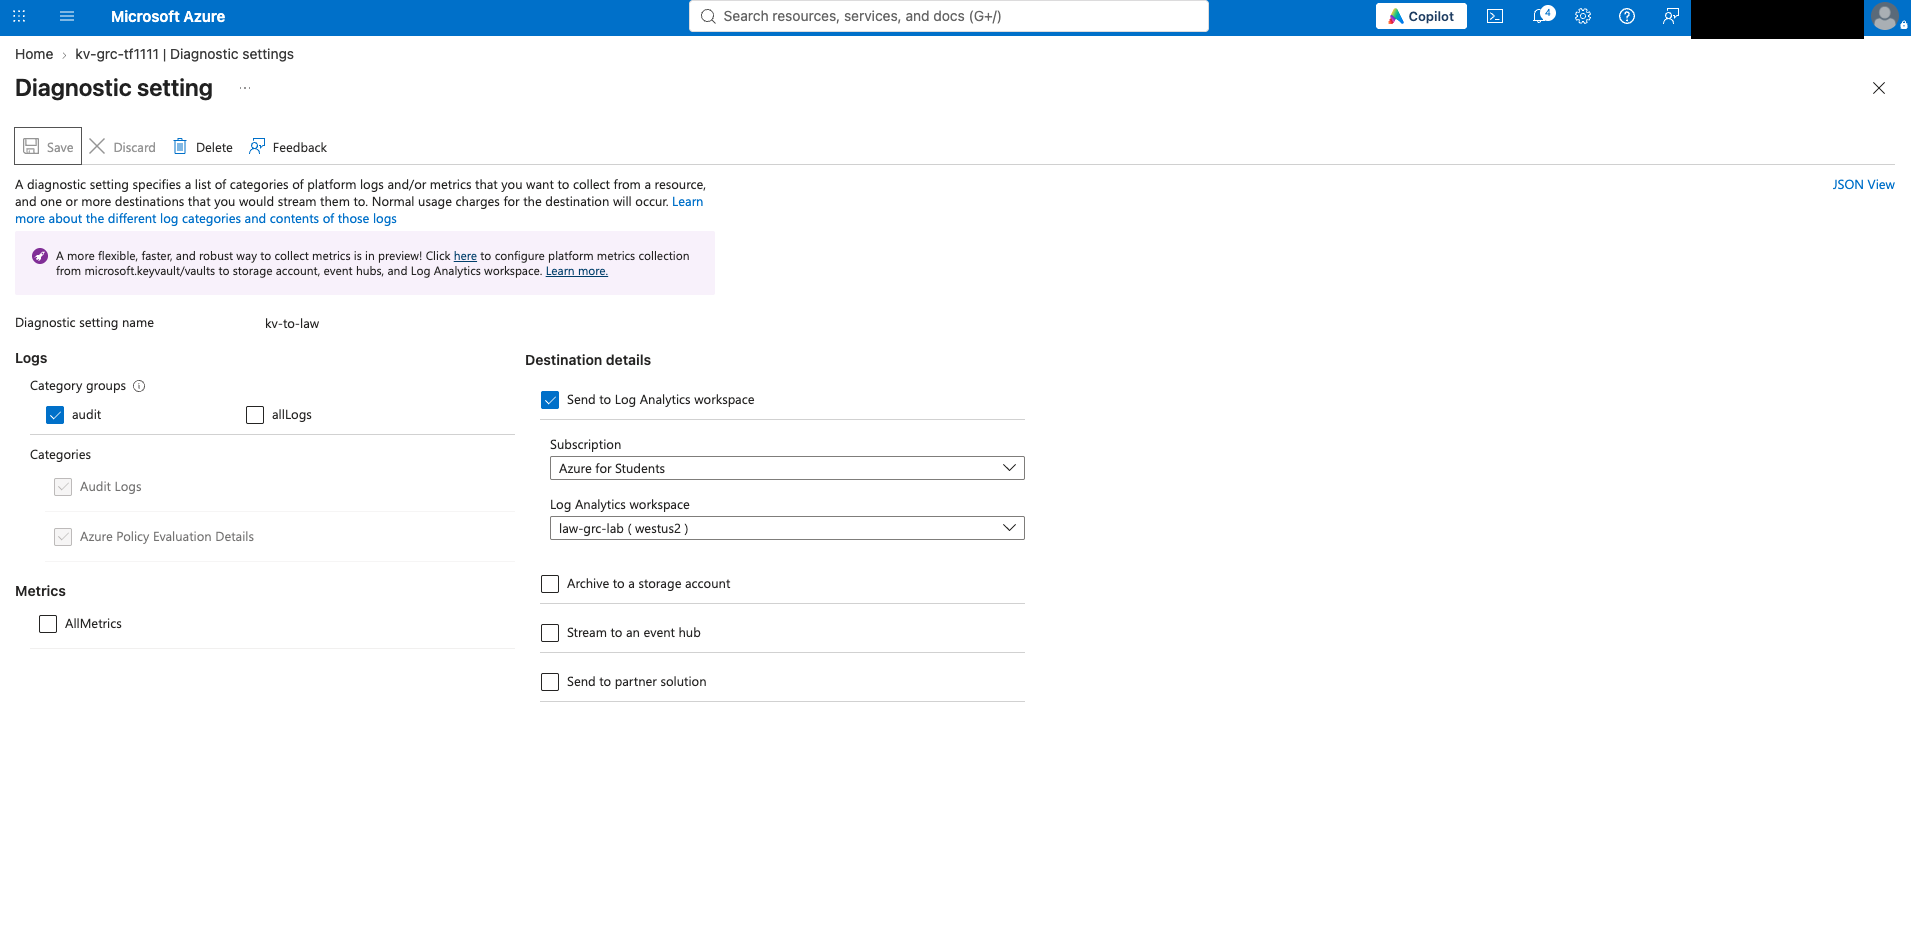 Microsoft Azure
Search resources, services, and docs (G+/)
Copilot
4
Home › kv-grc-tf1111 | Diagnostic settings
Diagnostic setting ...
Save Discard Delete Feedback
A diagnostic setting specifies a list of categories of platform logs and/or metrics that you want to collect from a resource,
and one or more destinations that you would stream them to. Normal usage charges for the destination will occur. Learn
more about the different log categories and contents of those logs
JSON View
A more flexible, faster, and robust way to collect metrics is in preview! Click here to configure platform metrics collection
from microsoft.keyvault/vaults to storage account, event hubs, and Log Analytics workspace. Learn more.
Diagnostic setting name kv-to-law
Logs
Category groups
audit allLogs
Categories
Audit Logs
Azure Policy Evaluation Details
Metrics
AllMetrics
Destination details
Send to Log Analytics workspace
Subscription
Azure for Students
Log Analytics workspace
law-grc-lab ( westus2 )
Archive to a storage account
Stream to an event hub
Send to partner solution